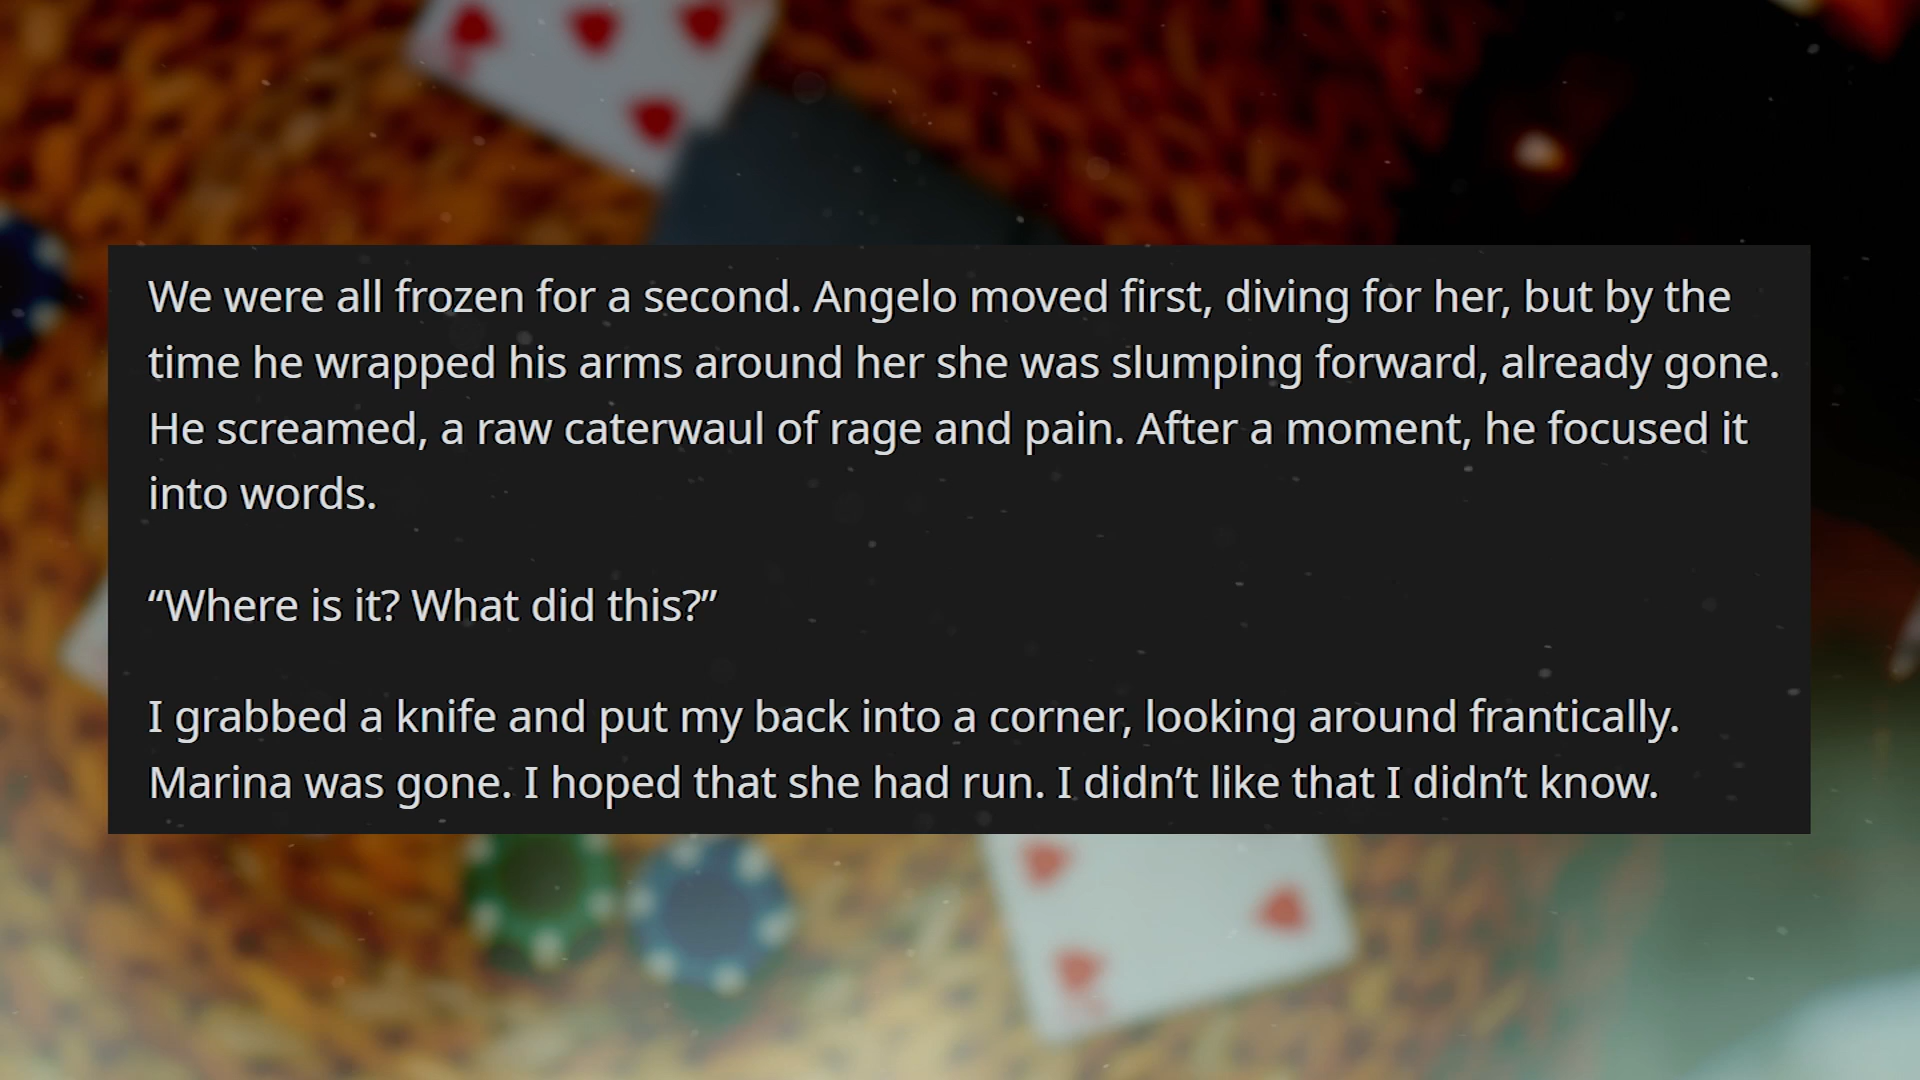 We were all frozen for a second. Angelo moved first, diving for her, but by the
time he wrapped his arms around her she was slumping forward, already gone.
He screamed, a raw caterwaul of rage and pain. After a moment, he focused it
into words.
“Where is it? What did this?”
I grabbed a knife and put my back into a corner, looking around frantically.
Marina was gone. I hoped that she had run. I didn’t like that I didn’t know.